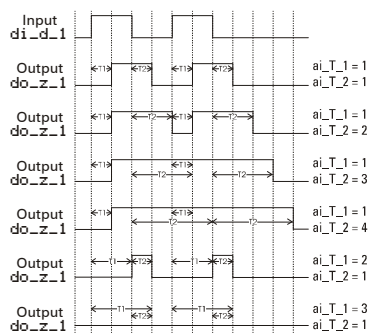 Input
di_d_1
Output
do_z_1
T1 T2 T1 T2
ai_T_1 = 1
ai_T_2 = 1
Output
do_z_1
T1 T2 T1 T2
ai_T_1 = 1
ai_T_2 = 2
Output
do_z_1
T1 T1
T2 T2
ai_T_1 = 1
ai_T_2 = 3
Output
do_z_1
T1 T1
T2 T2
ai_T_1 = 1
ai_T_2 = 4
Output
do_z_1
T1 T2 T1 T2
ai_T_1 = 2
ai_T_2 = 1
Output
do_z_1
T1 T1
T2 T2
ai_T_1 = 3
ai_T_2 = 1